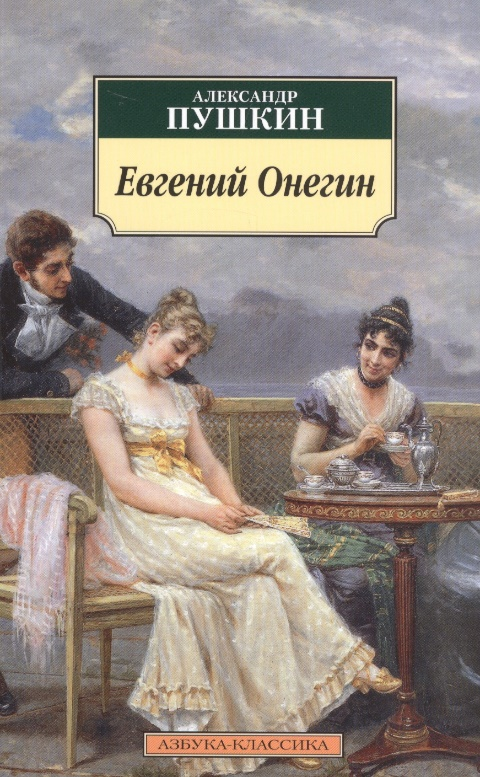 АЛЕКСАНДР
ПУШКИН
Евгений Онегин
АЗБУКА-КЛАССИКА